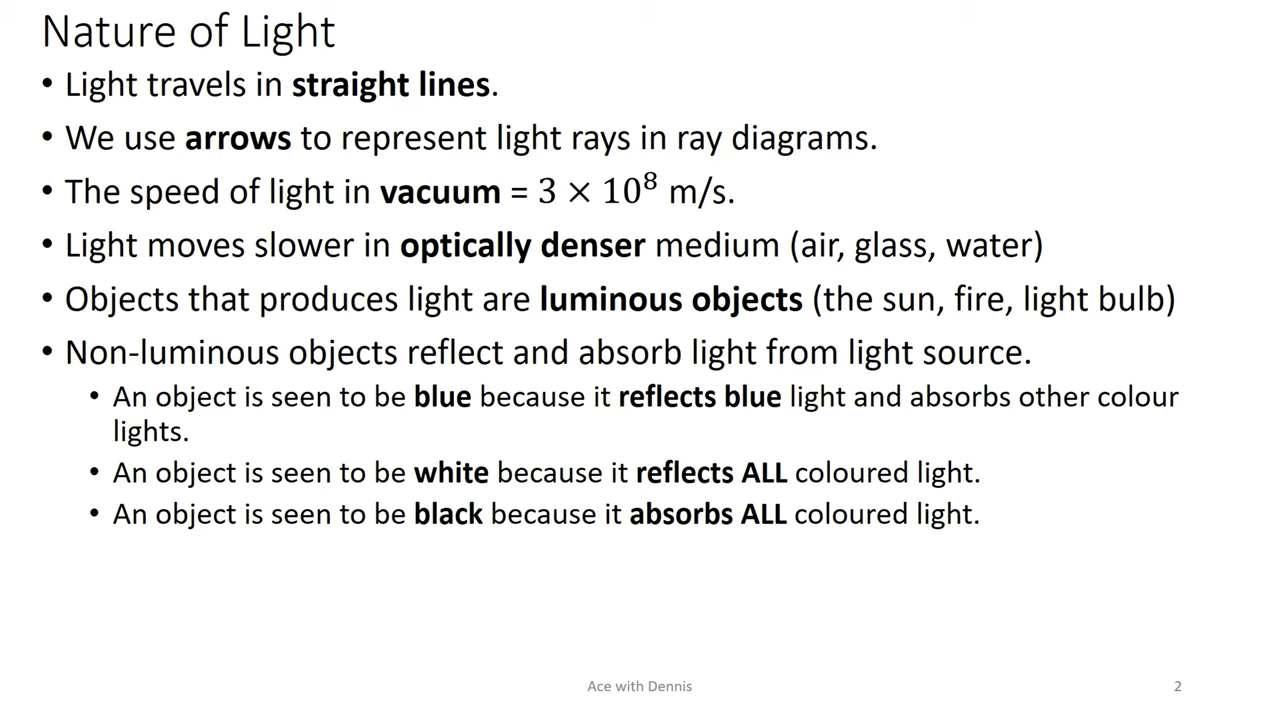 Nature of Light
• Light travels in straight lines.
• We use arrows to represent light rays in ray diagrams.
• The speed of light in vacuum = 3 × 10⁸ m/s.
• Light moves slower in optically denser medium (air, glass, water)
• Objects that produces light are luminous objects (the sun, fire, light bulb)
• Non-luminous objects reflect and absorb light from light source.
• An object is seen to be blue because it reflects blue light and absorbs other colour
lights.
• An object is seen to be white because it reflects ALL coloured light.
• An object is seen to be black because it absorbs ALL coloured light.
Ace with Dennis
2